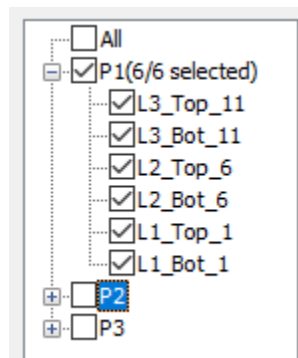 All
P1(6/6 selected)
L3_Top_11
L3_Bot_11
L2_Top_6
L2_Bot_6
L1_Top_1
L1_Bot_1
P2
P3